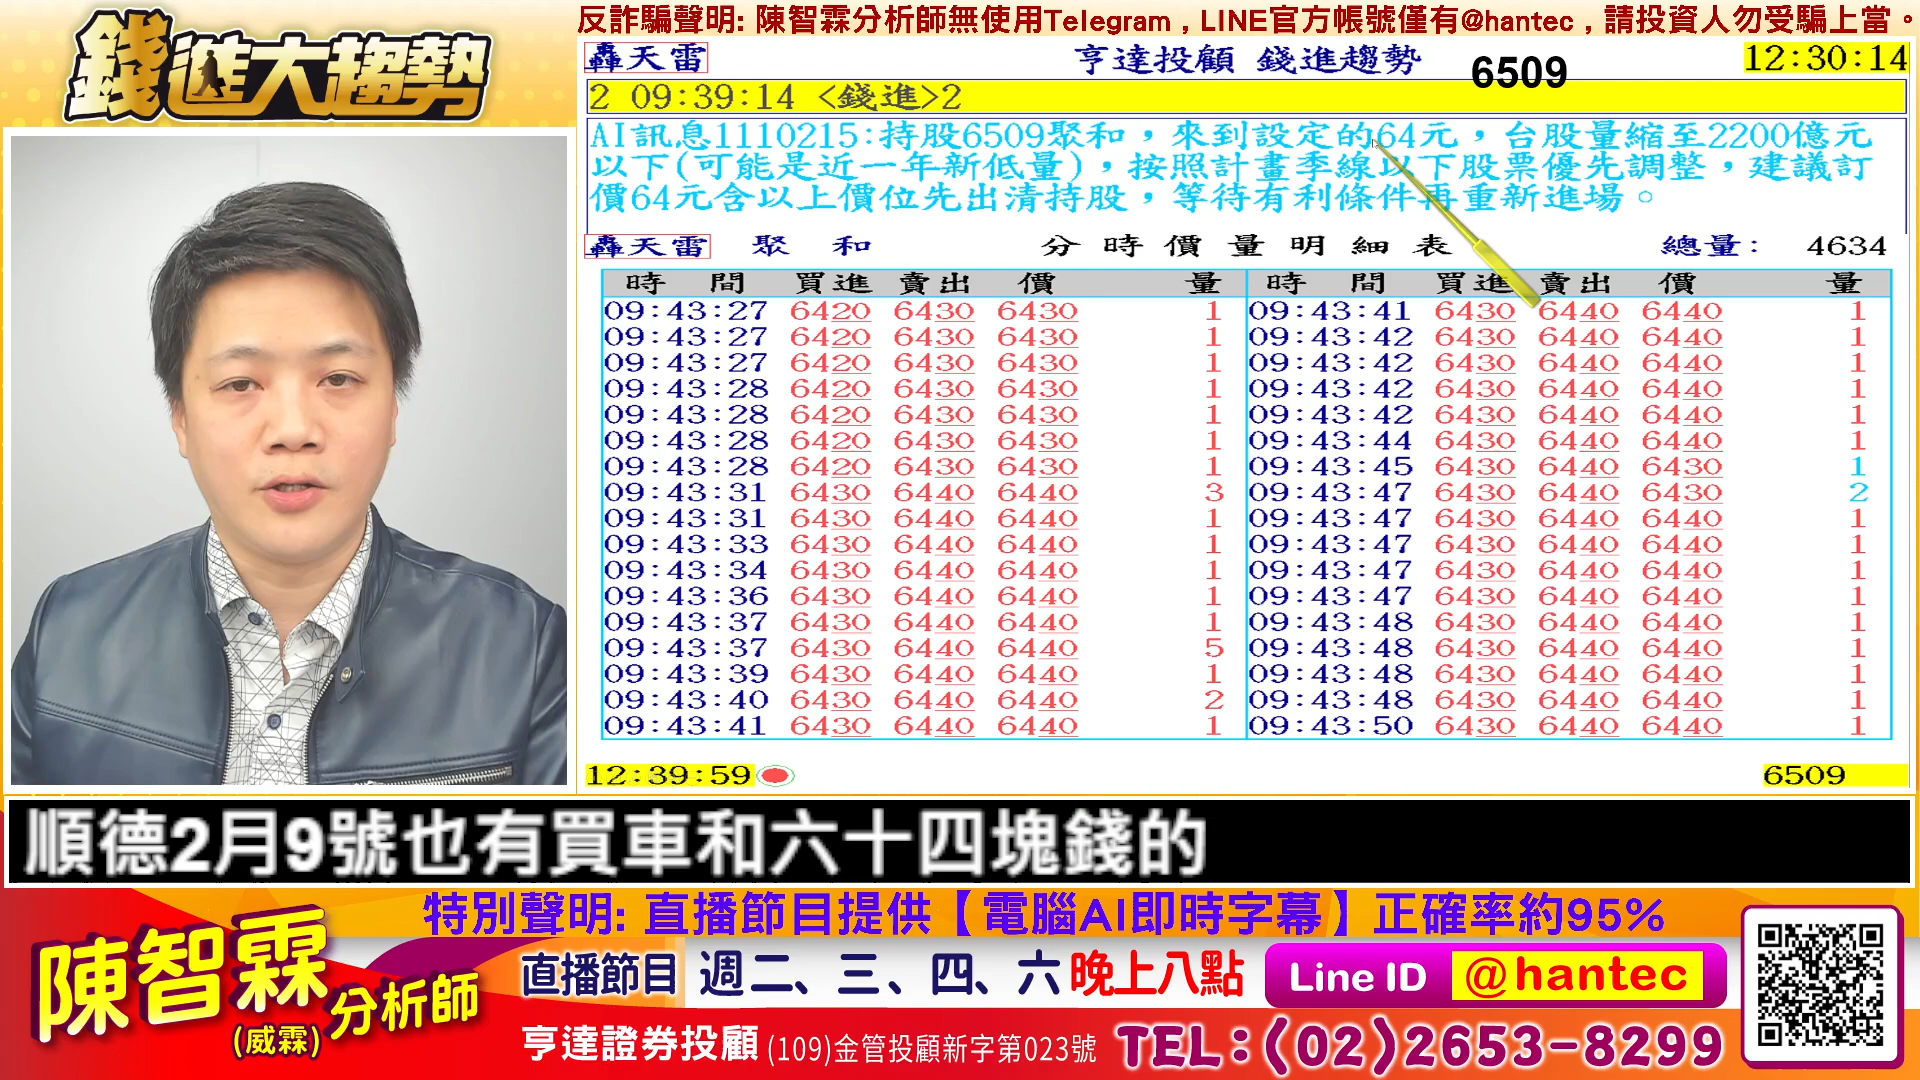 反詐騙聲明: 陳智霖分析師無使用Telegram , LINE官方帳號僅有@hantec , 請投資人勿受騙上當。
錢進大趨勢
轟天雷 亨達投顧 錢進趨勢 6509 12:30:14
2 09:39:14 <錢進>2
AI訊息1110215:持股6509聚和，來到設定的64元，台股量縮至2200億元
以下(可能是近一年新低量)，按照計畫季線以下股票優先調整，建議訂
價64元含以上價位先出清持股，等待有利條件再重新進場。
轟天雷 聚和 分時價量明細表 總量: 4634
時間 買進 賣出 價 量 時間 買進 賣出 價 量
09:43:27 6420 6430 6430 1 09:43:41 6430 6440 6440 1
09:43:27 6420 6430 6430 1 09:43:42 6430 6440 6440 1
09:43:27 6420 6430 6430 1 09:43:42 6430 6440 6440 1
09:43:28 6420 6430 6430 1 09:43:42 6430 6440 6440 1
09:43:28 6420 6430 6430 1 09:43:42 6430 6440 6440 1
09:43:28 6420 6430 6430 1 09:43:44 6430 6440 6440 1
09:43:28 6420 6430 6430 1 09:43:45 6430 6440 6430 1
09:43:31 6430 6440 6440 3 09:43:47 6430 6440 6430 2
09:43:31 6430 6440 6440 1 09:43:47 6430 6440 6440 1
09:43:33 6430 6440 6440 1 09:43:47 6430 6440 6440 1
09:43:34 6430 6440 6440 1 09:43:47 6430 6440 6440 1
09:43:36 6430 6440 6440 1 09:43:47 6430 6440 6440 1
09:43:37 6430 6440 6440 1 09:43:48 6430 6440 6440 1
09:43:37 6430 6440 6440 5 09:43:48 6430 6440 6440 1
09:43:39 6430 6440 6440 1 09:43:48 6430 6440 6440 1
09:43:40 6430 6440 6440 2 09:43:48 6430 6440 6440 1
09:43:41 6430 6440 6440 1 09:43:50 6430 6440 6440 1
12:39:59 6509
順德2月9號也有買車和六十四塊錢的
特別聲明: 直播節目提供【電腦AI即時字幕】正確率約95%
陳智霖 分析師
(威霖)
直播節目 週二、三、四、六 晚上八點 Line ID @hantec
亨達證券投顧 (109)金管投顧新字第023號 TEL:(02)2653-8299